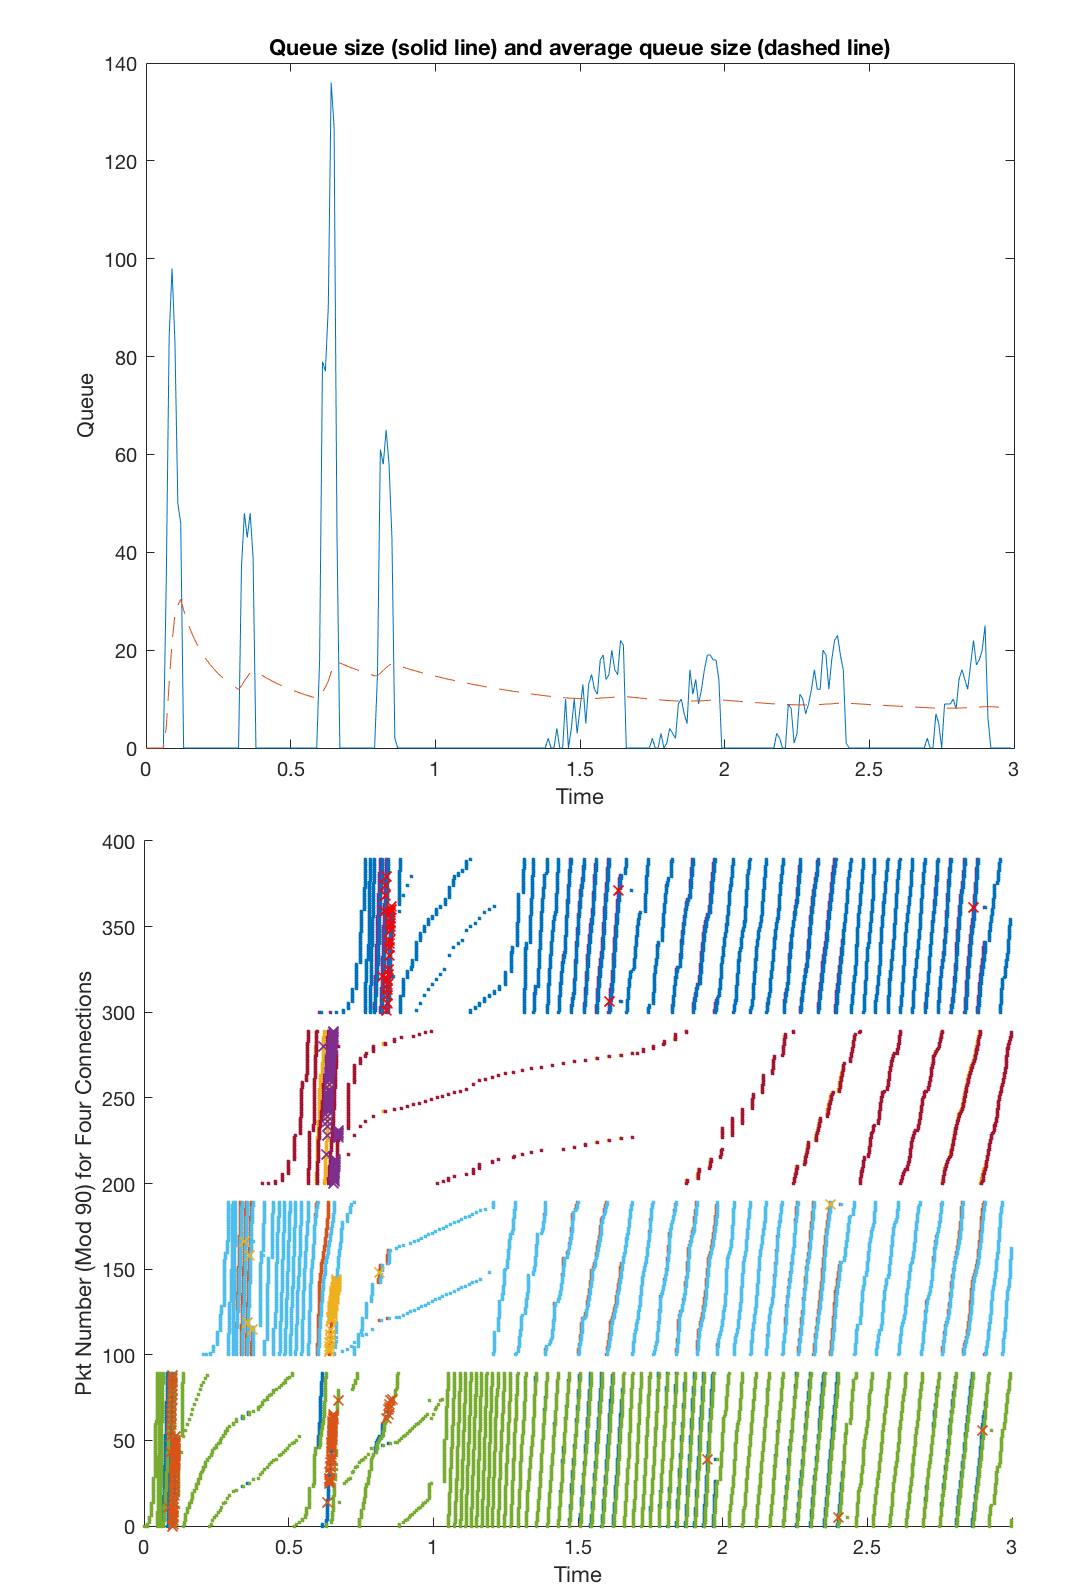 Queue size (solid line) and average queue size (dashed line)
140
120
100
80
60
40
20
0
Queue
0 0.5 1 1.5 2 2.5 3
Time
400
350
300
250
200
150
100
50
0
Pkt Number (Mod 90) for Four Connections
0 0.5 1 1.5 2 2.5 3
Time